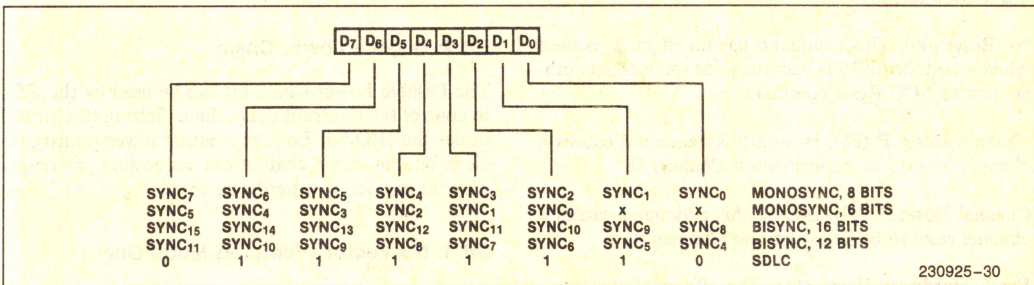 D7 D6 D5 D4 D3 D2 D1 D0
SYNC7 SYNC6 SYNC5 SYNC4 SYNC3 SYNC2 SYNC1 SYNC0 MONOSYNC, 8 BITS
SYNC5 SYNC4 SYNC3 SYNC2 SYNC1 SYNC0 x x MONOSYNC, 6 BITS
SYNC15 SYNC14 SYNC13 SYNC12 SYNC11 SYNC10 SYNC9 SYNC8 BISYNC, 16 BITS
SYNC11 SYNC10 SYNC9 SYNC8 SYNC7 SYNC6 SYNC5 SYNC4 BISYNC, 12 BITS
0 1 1 1 1 1 1 0 SDLC
230925-30